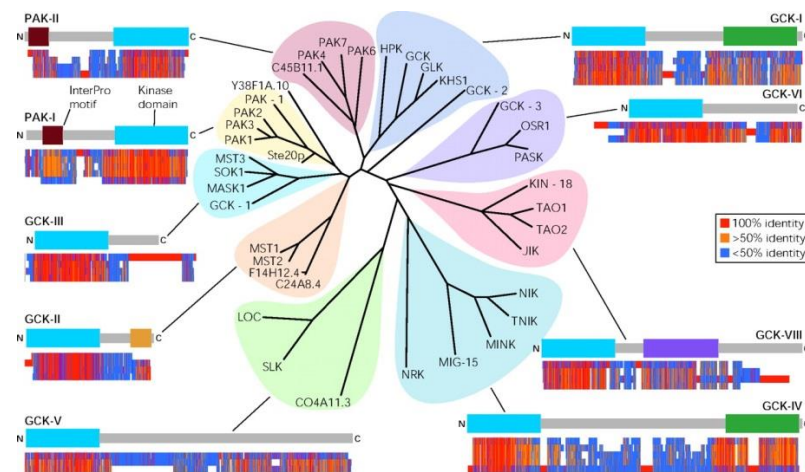 PAK-II
N
C
InterPro
motif
Kinase
domain
PAK-I
N
C
GCK-III
N
C
GCK-II
N
C
GCK-V
N
C
Y38F1A.10
PAK - 1
PAK2
PAK3
PAK1
Ste20p
C45B11.1
PAK4
PAK7
PAK6
HPK
GCK
GLK
KHS1
GCK - 2
GCK - 3
OSR1
PASK
KIN - 18
TAO1
TAO2
JIK
NIK
TNIK
MINK
MIG-15
NRK
CO4A11.3
SLK
LOC
C24A8.4
F14H12.4
MST2
MST1
GCK - 1
MASK1
SOK1
MST3
GCK-I
N
C
GCK-VI
N
C
100% identity
>50% identity
<50% identity
GCK-VIII
N
C
GCK-IV
N
C